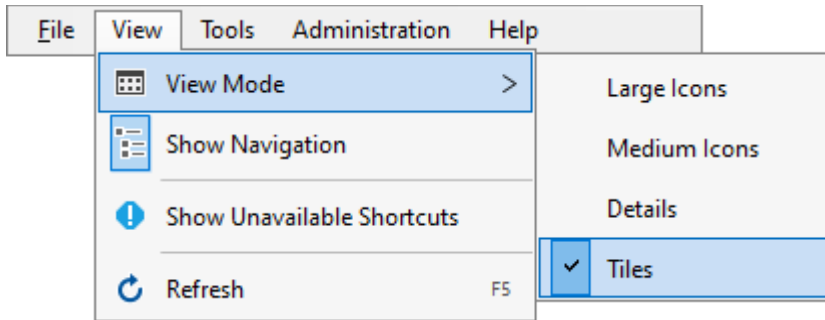 File View Tools Administration Help
View Mode
Show Navigation
Show Unavailable Shortcuts
Refresh F5
Large Icons
Medium Icons
Details
Tiles